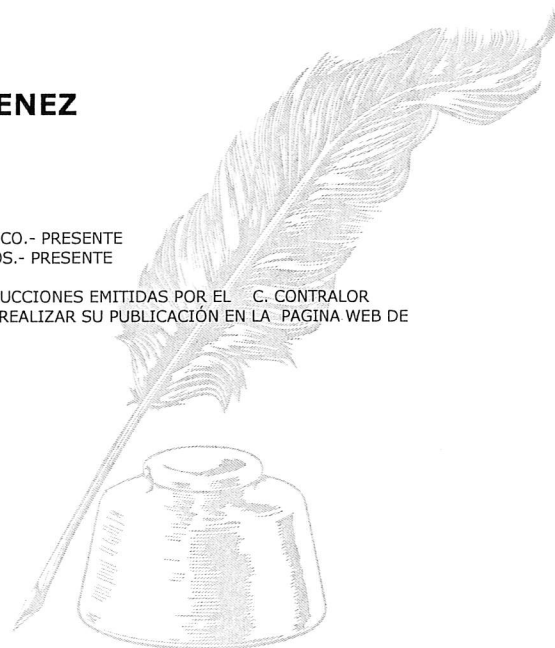 ENEZ
CO.- PRESENTE
OS.- PRESENTE
UCCIONES EMITIDAS POR EL C. CONTRALOR
REALIZAR SU PUBLICACIÓN EN LA PAGINA WEB DE